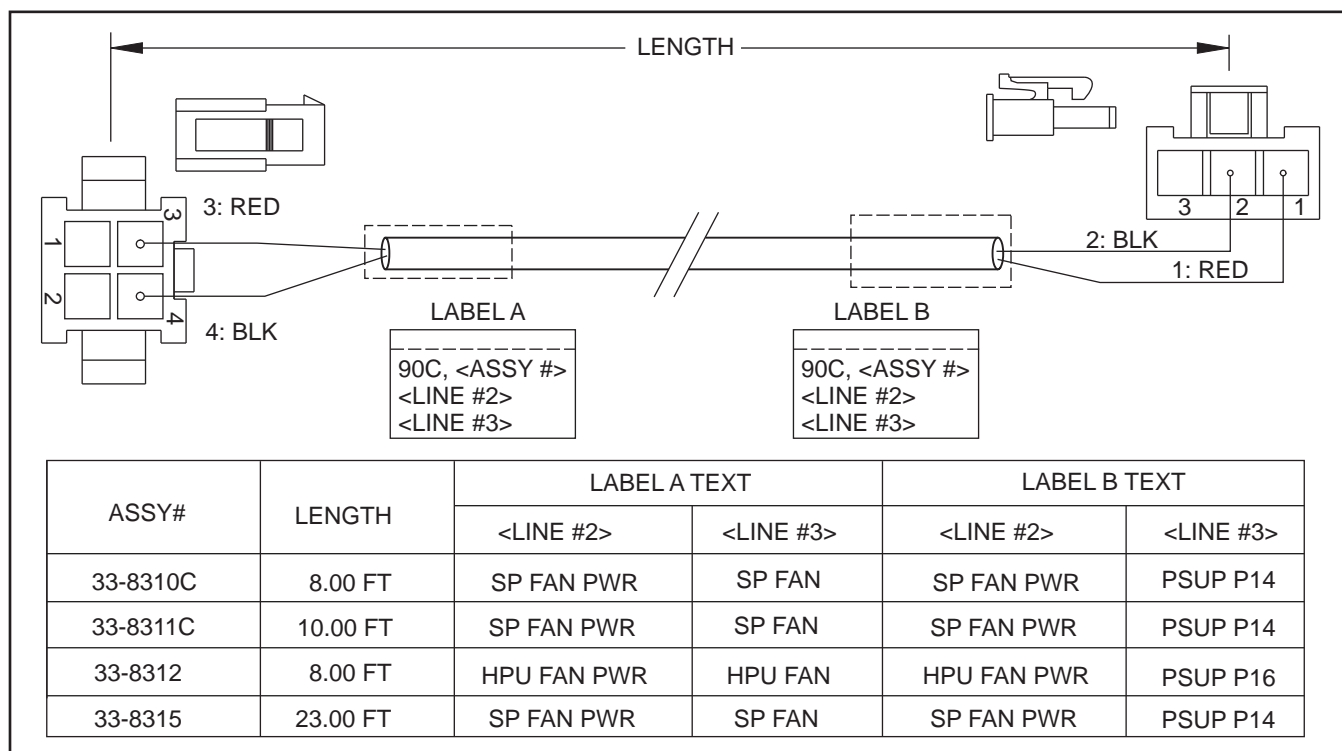 LENGTH
3: RED
1
3
2
4
4: BLK
3 2 1
2: BLK
1: RED
LABEL A
90C, <ASSY #>
<LINE #2>
<LINE #3>
LABEL B
90C, <ASSY #>
<LINE #2>
<LINE #3>
ASSY# LENGTH LABEL A TEXT LABEL B TEXT
<LINE #2> <LINE #3> <LINE #2> <LINE #3>
33-8310C 8.00 FT SP FAN PWR SP FAN SP FAN PWR PSUP P14
33-8311C 10.00 FT SP FAN PWR SP FAN SP FAN PWR PSUP P14
33-8312 8.00 FT HPU FAN PWR HPU FAN HPU FAN PWR PSUP P16
33-8315 23.00 FT SP FAN PWR SP FAN SP FAN PWR PSUP P14